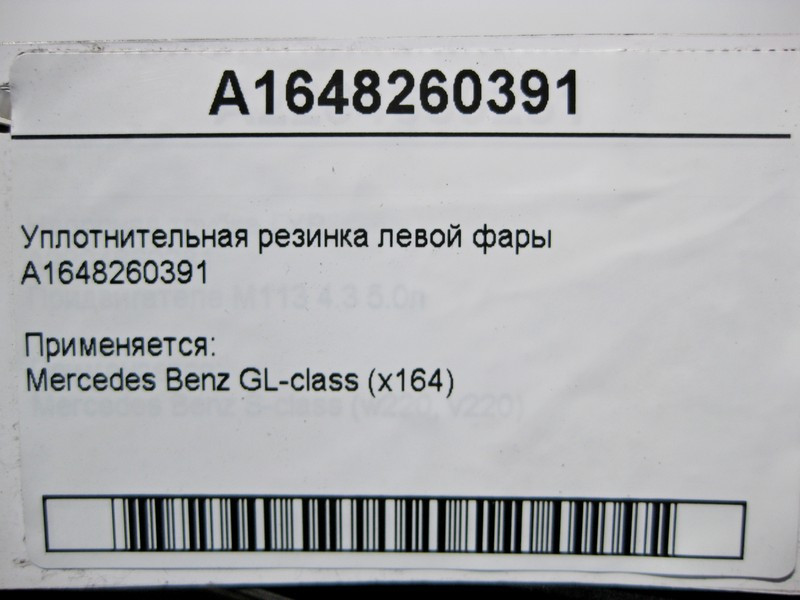 A1648260391
Уплотнительная резинка левой фары
A1648260391
Применяется:
Mercedes Benz GL-class (x164)